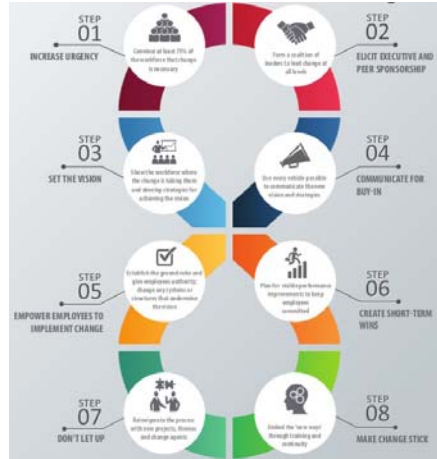 STEP
01
INCREASE URGENCY
Convince at least 75% of
the workforce that change
is necessary
STEP
02
ELICIT EXECUTIVE AND
PEER SPONSORSHIP
Form a coalition of
leaders to lead change at
all levels
STEP
03
SET THE VISION
Show the workforce where
the change is taking them
and develop strategies for
achieving the vision
STEP
04
COMMUNICATE FOR
BUY-IN
Use every vehicle possible
to communicate the new
vision and strategies
STEP
05
EMPOWER EMPLOYEES TO
IMPLEMENT CHANGE
Establish the ground rules and
give employees authority;
change any systems or
structures that undermine
the vision
STEP
06
CREATE SHORT-TERM
WINS
Plan for visible performance
improvements to keep
employees
committed
STEP
07
DON'T LET UP
Reinvigorate the process
with new projects, themes
and change agents
STEP
08
MAKE CHANGE STICK
Embed the 'new way'
through training and
continuity